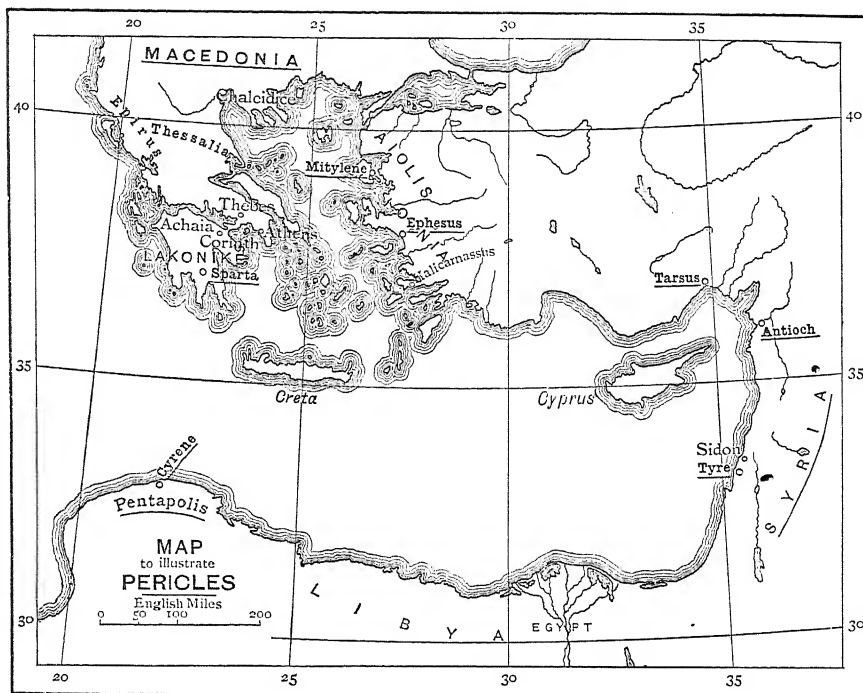 20 25 30 35
MACEDONIA
40 Chalcidice 40
Epirus
Thessalia
ÆOLIS
Mitylene
Thebes
Achaia Athens Ephesus
Corinth
LAKONIKE
Sparta
Halicarnassus
Tarsus
Antioch
35 35
Creta Cyprus
SYRIA
Sidon
Tyre
Cyrene
Pentapolis
MAP
to illustrate
PERICLES
English Miles
0 50 100 200
30 LIBYA EGYPT 30
20 25 30 35